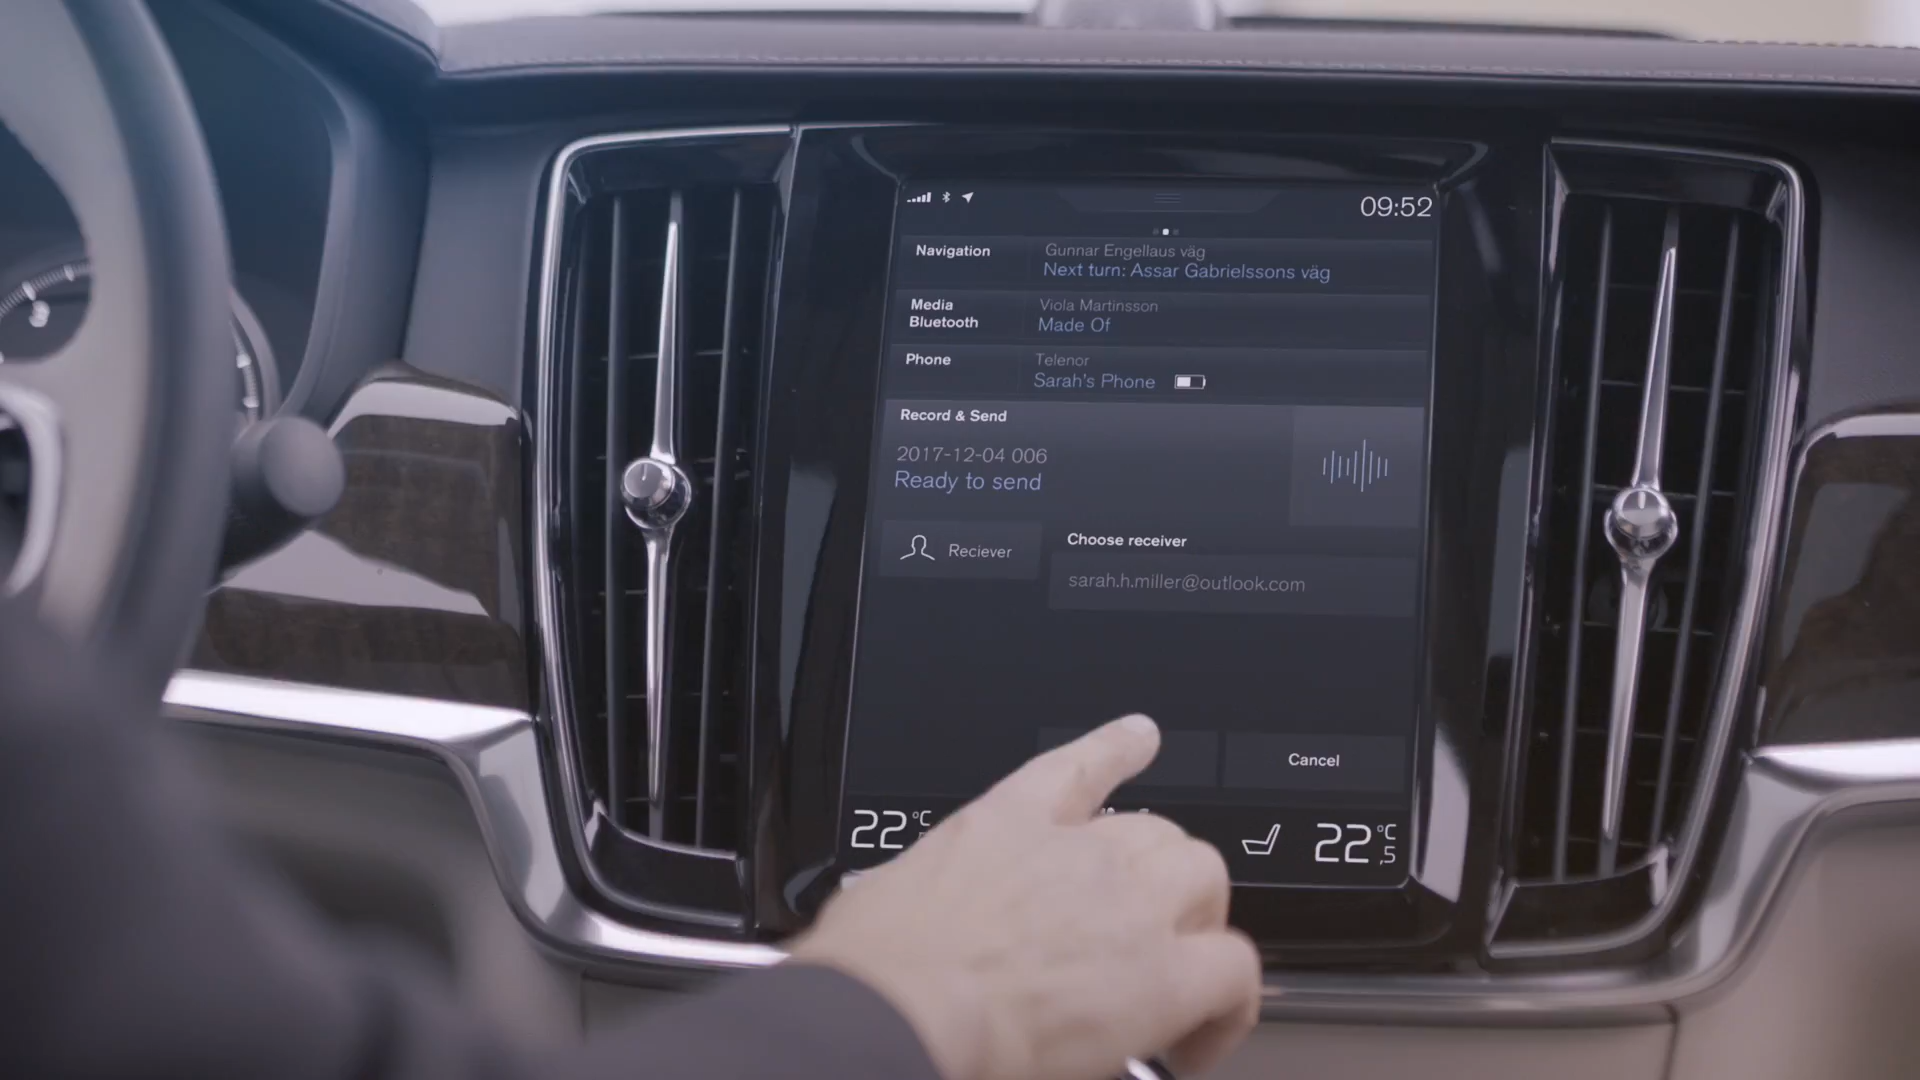 09:52
Navigation
Gunnar Engellaus väg
Next turn: Assar Gabrielssons väg
Media
Bluetooth
Viola Martinsson
Made Of
Phone
Telenor
Sarah's Phone
Record & Send
2017-12-04 006
Ready to send
Reciever
Choose receiver
sarah.h.miller@outlook.com
Cancel
22 °C
22 °C ,5